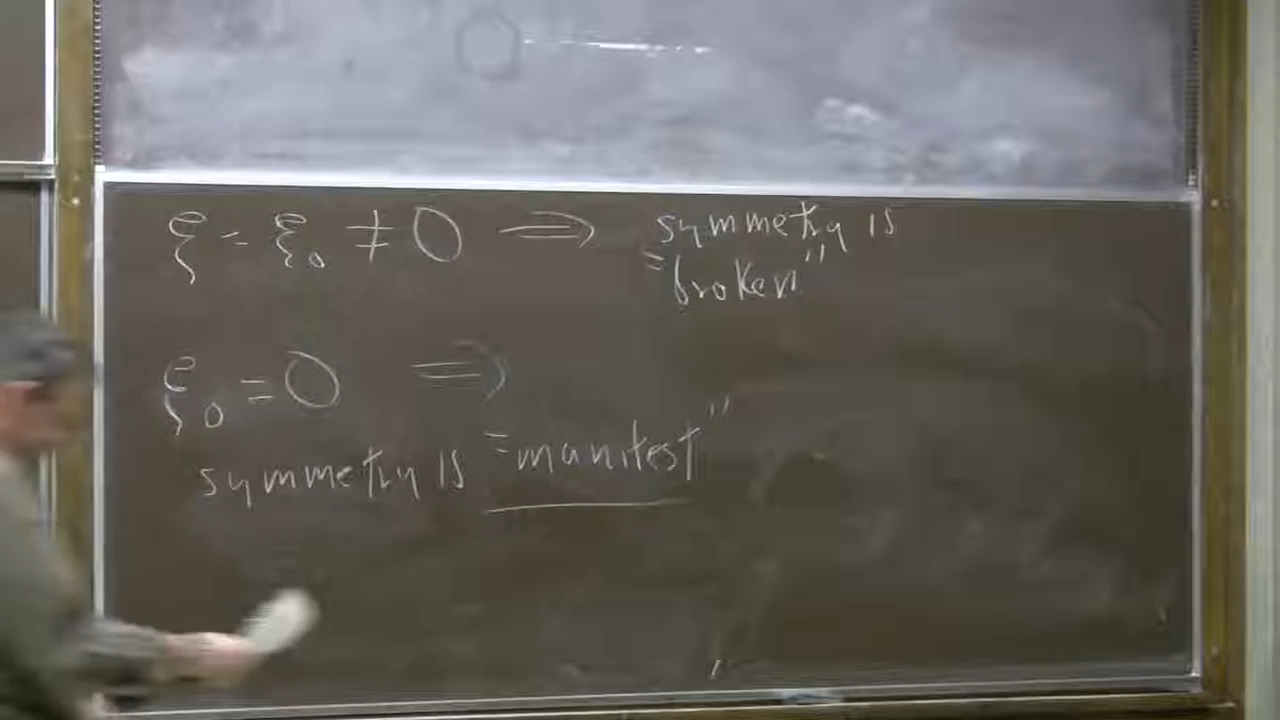 ξ = ξ₀ ≠ 0 ⟹ symmetry is
"broken"
ξ₀ = 0 ⟹
symmetry is "manifest"